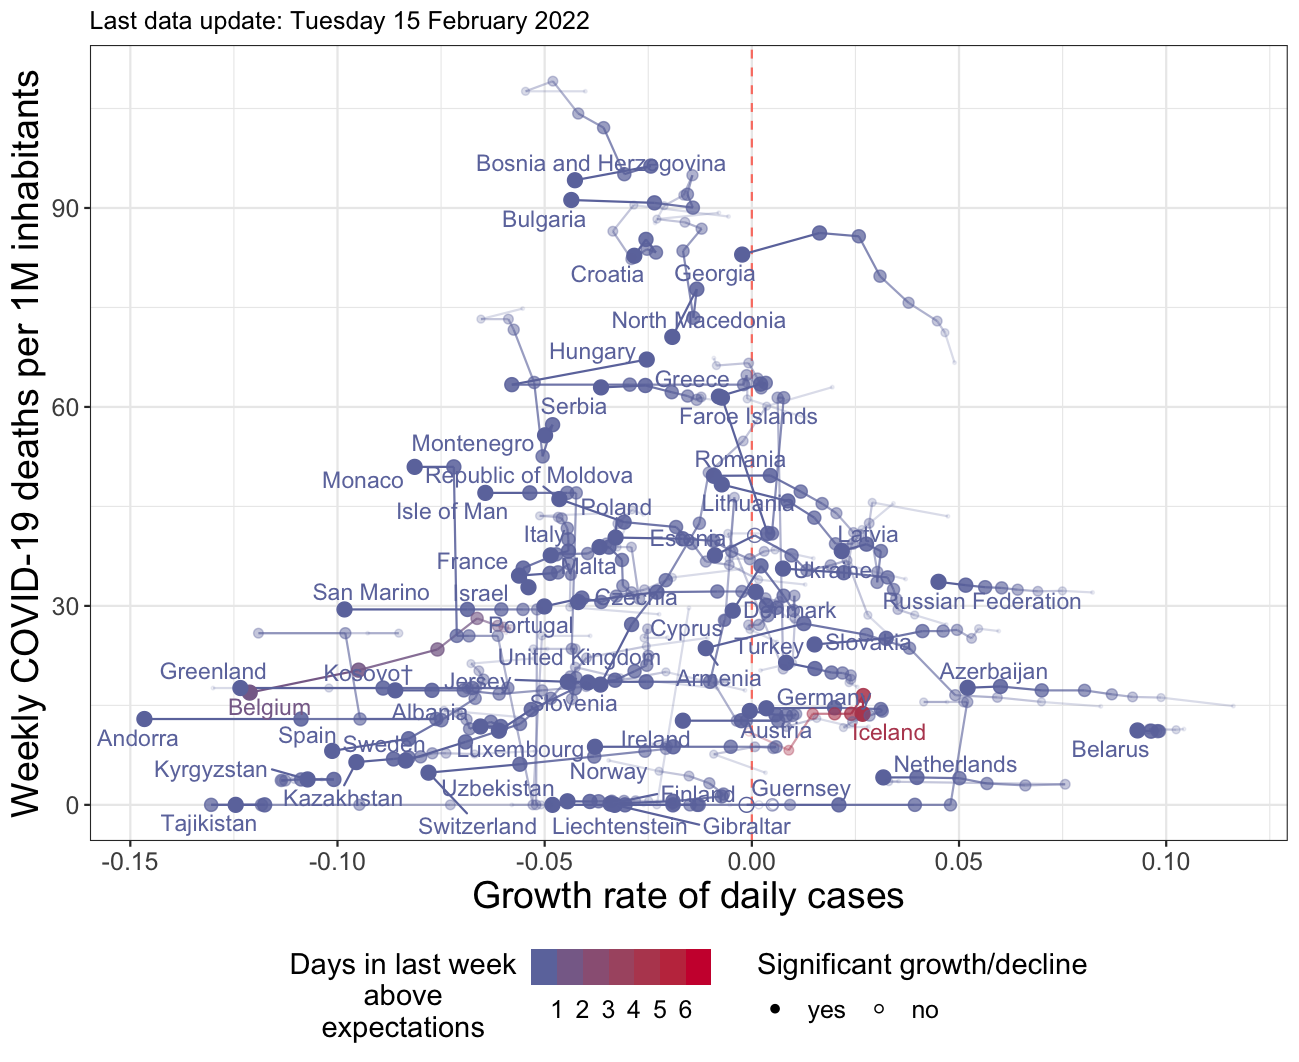 Last data update: Tuesday 15 February 2022
Weekly COVID-19 deaths per 1M inhabitants
90
60
30
0
Bosnia and Herzegovina
Bulgaria
Croatia
Georgia
North Macedonia
Hungary
Greece
Serbia
Faroe Islands
Montenegro
Romania
Monaco
Republic of Moldova
Isle of Man
Poland
Lithuania
Italy
Estonia
Latvia
France
Malta
Ukraine
San Marino
Israel
Czechia
Denmark
Russian Federation
Portugal
Cyprus
Turkey
Slovakia
Greenland
Kosovo†
United Kingdom
Jersey
Armenia
Azerbaijan
Belgium
Albania
Slovenia
Germany
Andorra
Spain
Sweden
Luxembourg
Ireland
Austria
Iceland
Belarus
Kyrgyzstan
Norway
Netherlands
Kazakhstan
Uzbekistan
Finland
Guernsey
Tajikistan
Switzerland
Liechtenstein
Gibraltar
-0.15
-0.10
-0.05
0.00
0.05
0.10
Growth rate of daily cases
Days in last week
above
expectations
1 2 3 4 5 6
Significant growth/decline
yes
no